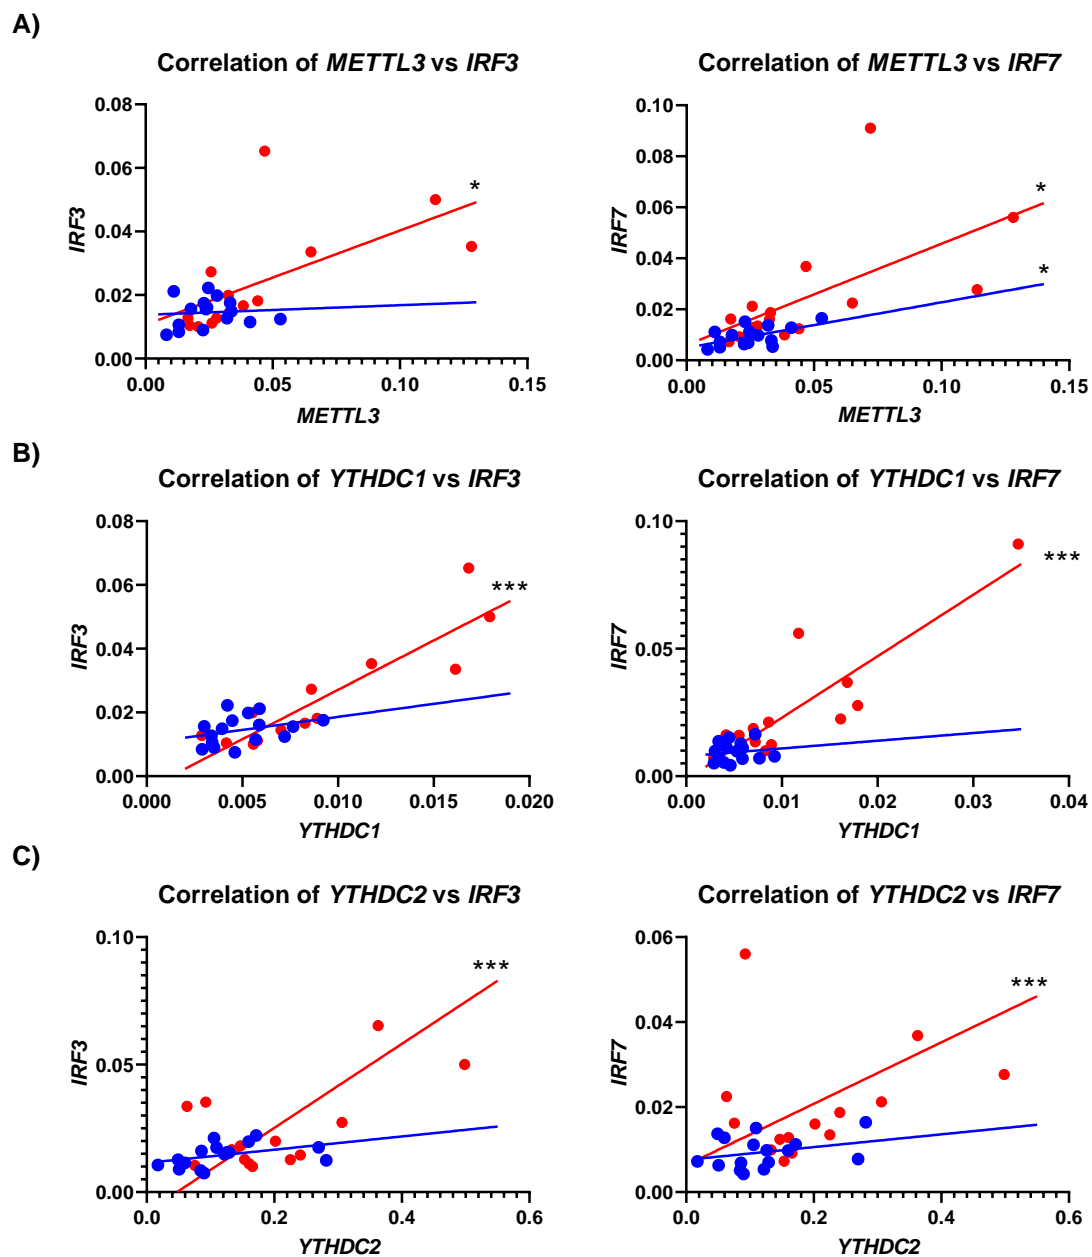 A)
Correlation of METTL3 vs IRF3
Correlation of METTL3 vs IRF7
0.08
0.06
0.04
0.02
0.00
IRF3
*
0.00 0.05 0.10 0.15
METTL3
0.10
0.08
0.06
0.04
0.02
0.00
IRF7
*
*
0.00 0.05 0.10 0.15
METTL3
B)
Correlation of YTHDC1 vs IRF3
Correlation of YTHDC1 vs IRF7
0.08
0.06
0.04
0.02
0.00
IRF3
***
0.000 0.005 0.010 0.015 0.020
YTHDC1
0.10
0.05
0.00
IRF7
***
0.00 0.01 0.02 0.03 0.04
YTHDC1
C)
Correlation of YTHDC2 vs IRF3
Correlation of YTHDC2 vs IRF7
0.10
0.05
0.00
IRF3
***
0.0 0.2 0.4 0.6
YTHDC2
0.06
0.04
0.02
0.00
IRF7
***
0.0 0.2 0.4 0.6
YTHDC2